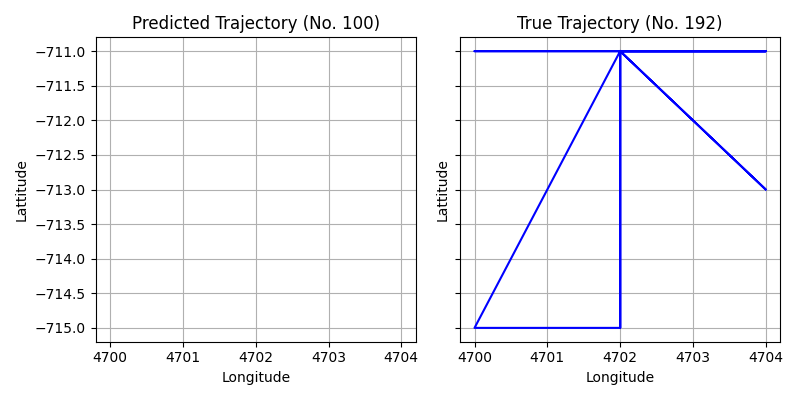 Predicted Trajectory (No. 100)
True Trajectory (No. 192)
Lattitude
−711.0
−711.5
−712.0
−712.5
−713.0
−713.5
−714.0
−714.5
−715.0
4700 4701 4702 4703 4704
Longitude
Lattitude
4700 4701 4702 4703 4704
Longitude